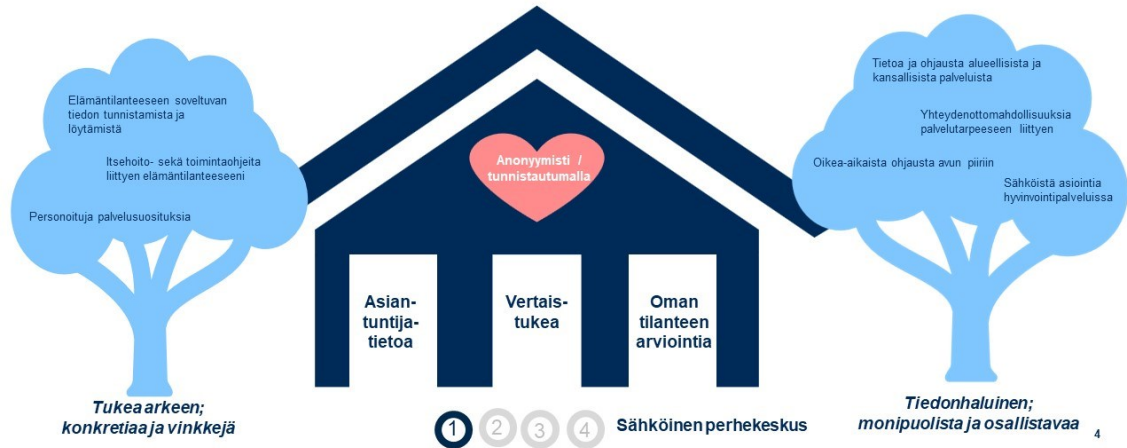 Elämäntilanteeseen soveltuvan
tiedon tunnistamista ja
löytämistä
Itsehoito- sekä toimintaohjeita
liittyen elämäntilanteeseeni
Personoituja palvelusuosituksia
Tukea arkeen;
konkretiaa ja vinkkejä
Anonyymisti /
tunnistautumalla
Asian-
tuntija-
tietoa
Vertais-
tukea
Oman
tilanteen
arviointia
1 2 3 4 Sähköinen perhekeskus
Tietoa ja ohjausta alueellisista ja
kansallisista palveluista
Yhteydenottomahdollisuuksia
palvelutarpeeseen liittyen
Oikea-aikaista ohjausta avun piiriin
Sähköistä asiointia
hyvinvointipalveluissa
Tiedonhaluinen;
monipuolista ja osallistavaa
4